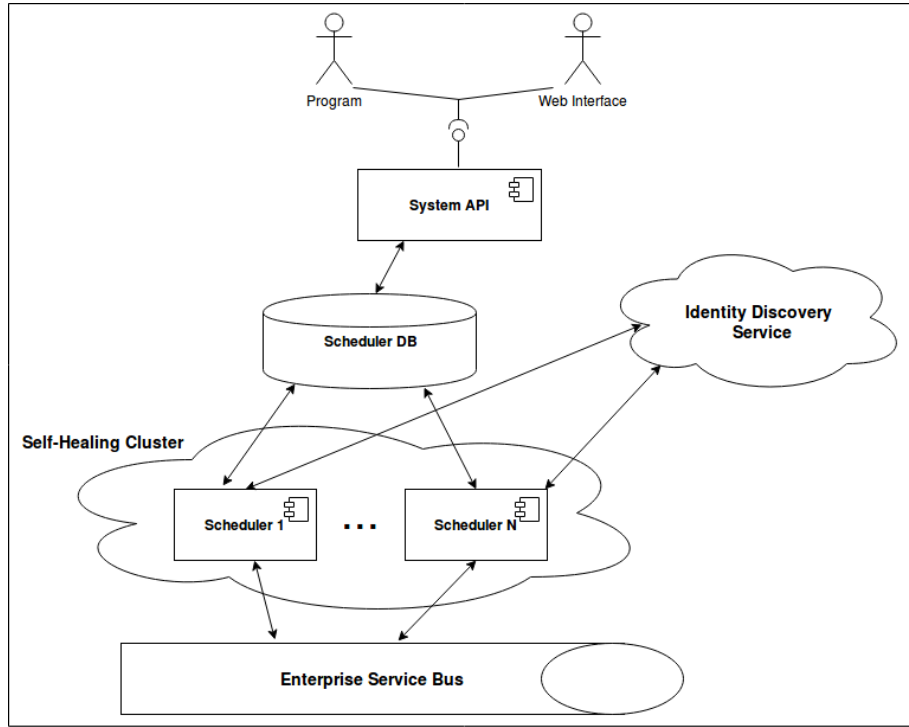 Program
Web Interface
System API
Identity Discovery
Service
Scheduler DB
Self-Healing Cluster
Scheduler 1
...
Scheduler N
Enterprise Service Bus